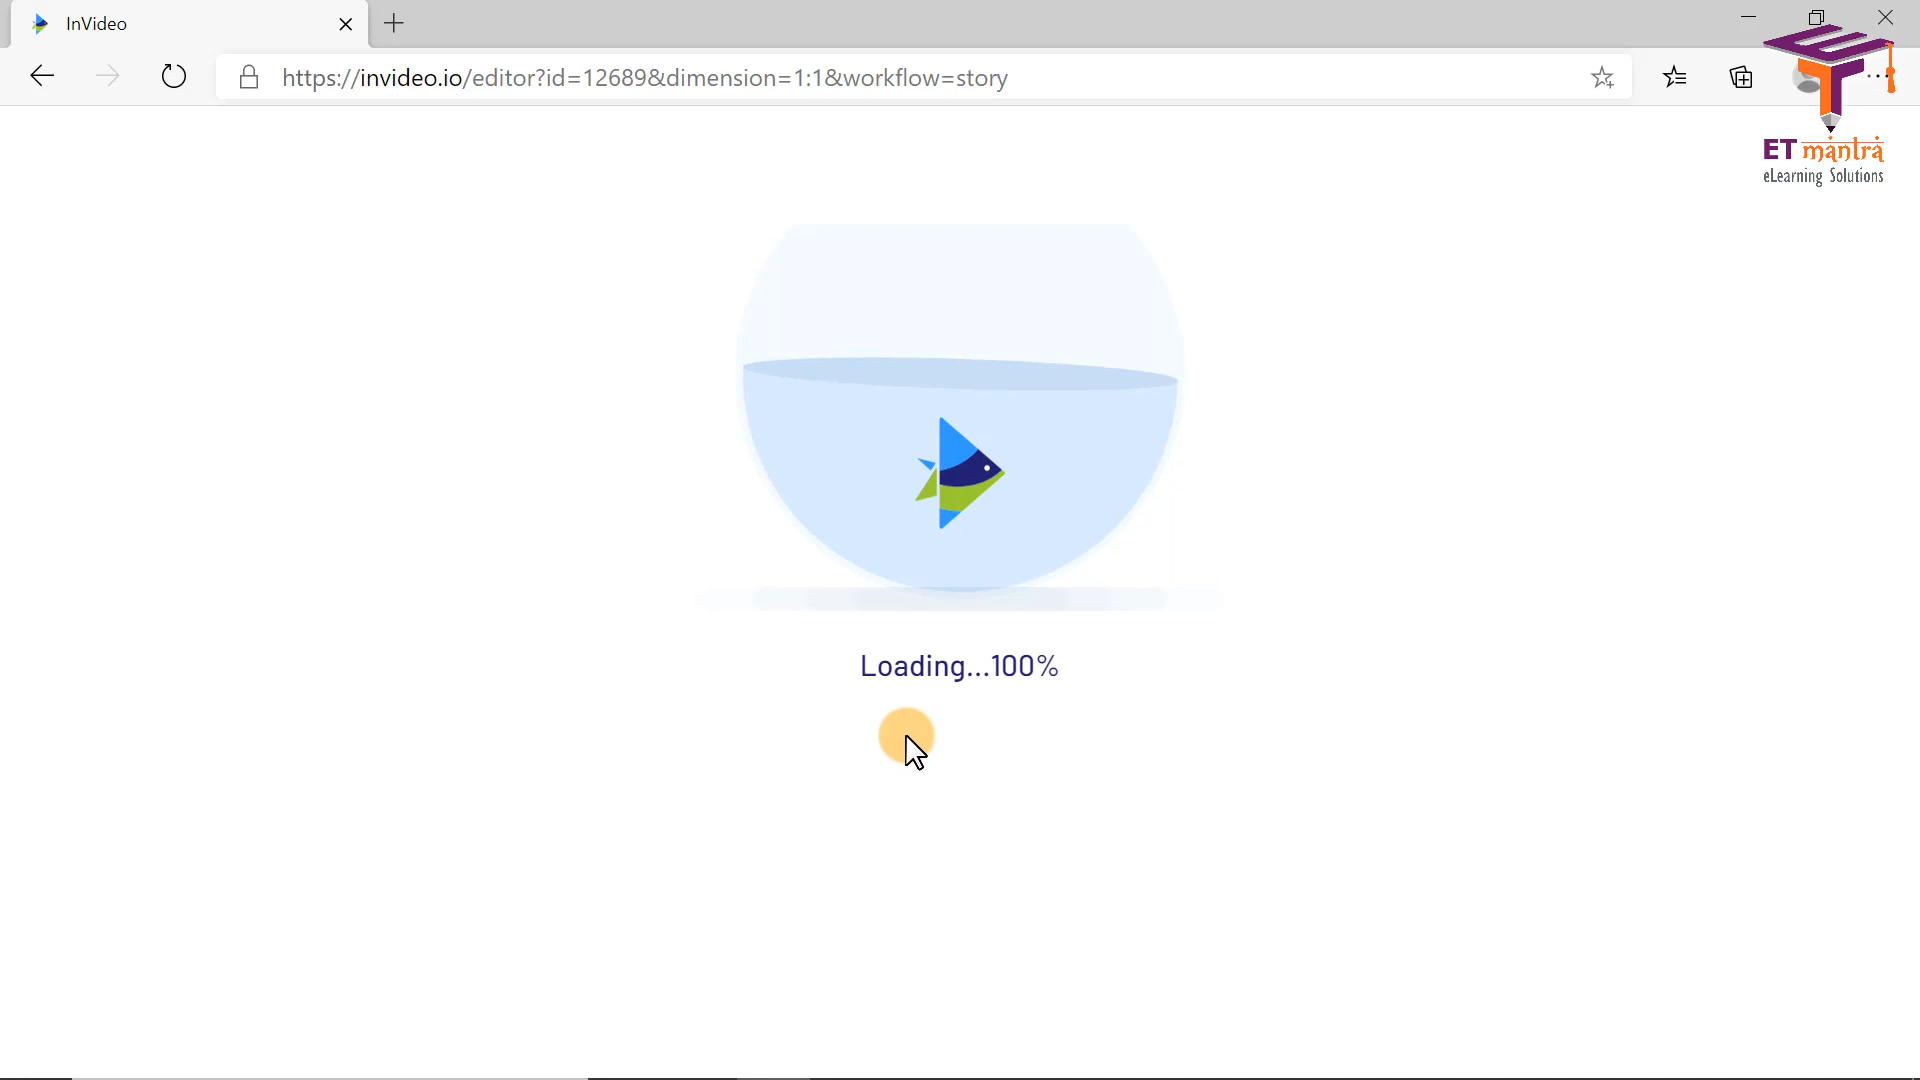 InVideo
https://invideo.io/editor?id=12689&dimension=1:1&workflow=story
ET mantra
eLearning Solutions
Loading...100%